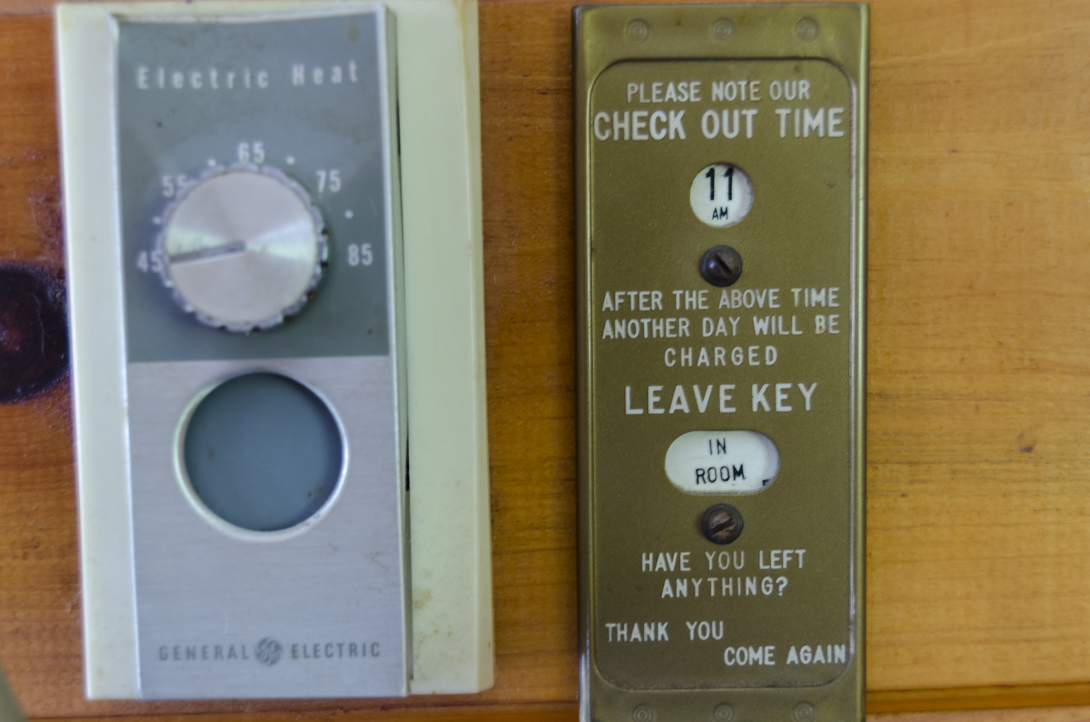 Electric Heat
65
55
75
45
85
GENERAL GE ELECTRIC
PLEASE NOTE OUR
CHECK OUT TIME
11
AM
AFTER THE ABOVE TIME
ANOTHER DAY WILL BE
CHARGED
LEAVE KEY
IN
ROOM
HAVE YOU LEFT
ANYTHING?
THANK YOU
COME AGAIN